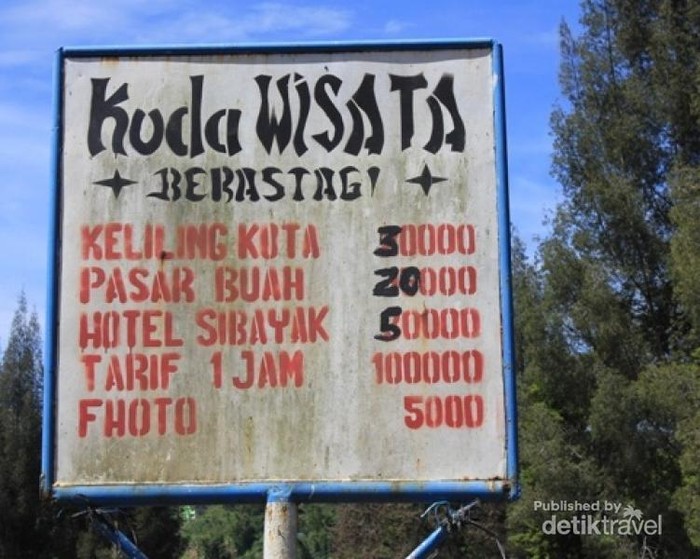 Kuda WISATA
BERASTAGI
KELILING KOTA 30000
PASAR BUAH 20000
HOTEL SIBAYAK 50000
TARIF 1 JAM 100000
FHOTO 5000
Published by
detiktravel